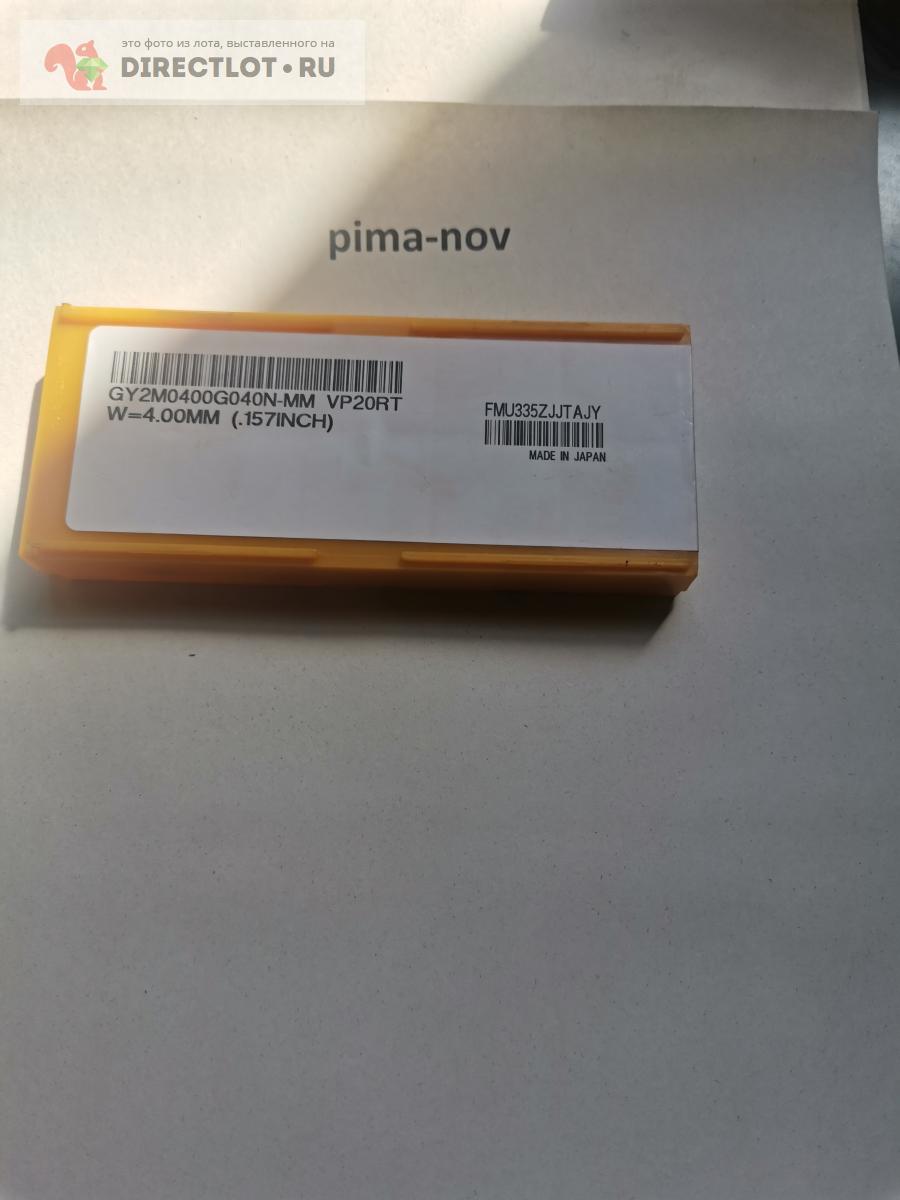 это фото из лота, выставленного на
DIRECTLOT•RU
pima-nov
GY2M0400G040N-MM VP20RT
W=4.00MM (.157INCH)
FMU335ZJJTAJY
MADE IN JAPAN